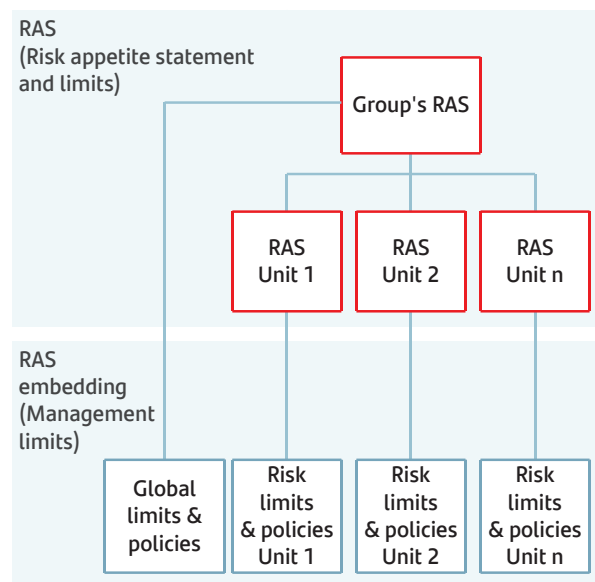 RAS
(Risk appetite statement
and limits)
Group's RAS
RAS
Unit 1
RAS
Unit 2
RAS
Unit n
RAS
embedding
(Management
limits)
Global
limits &
policies
Risk
limits
& policies
Unit 1
Risk
limits
& policies
Unit 2
Risk
limits
& policies
Unit n